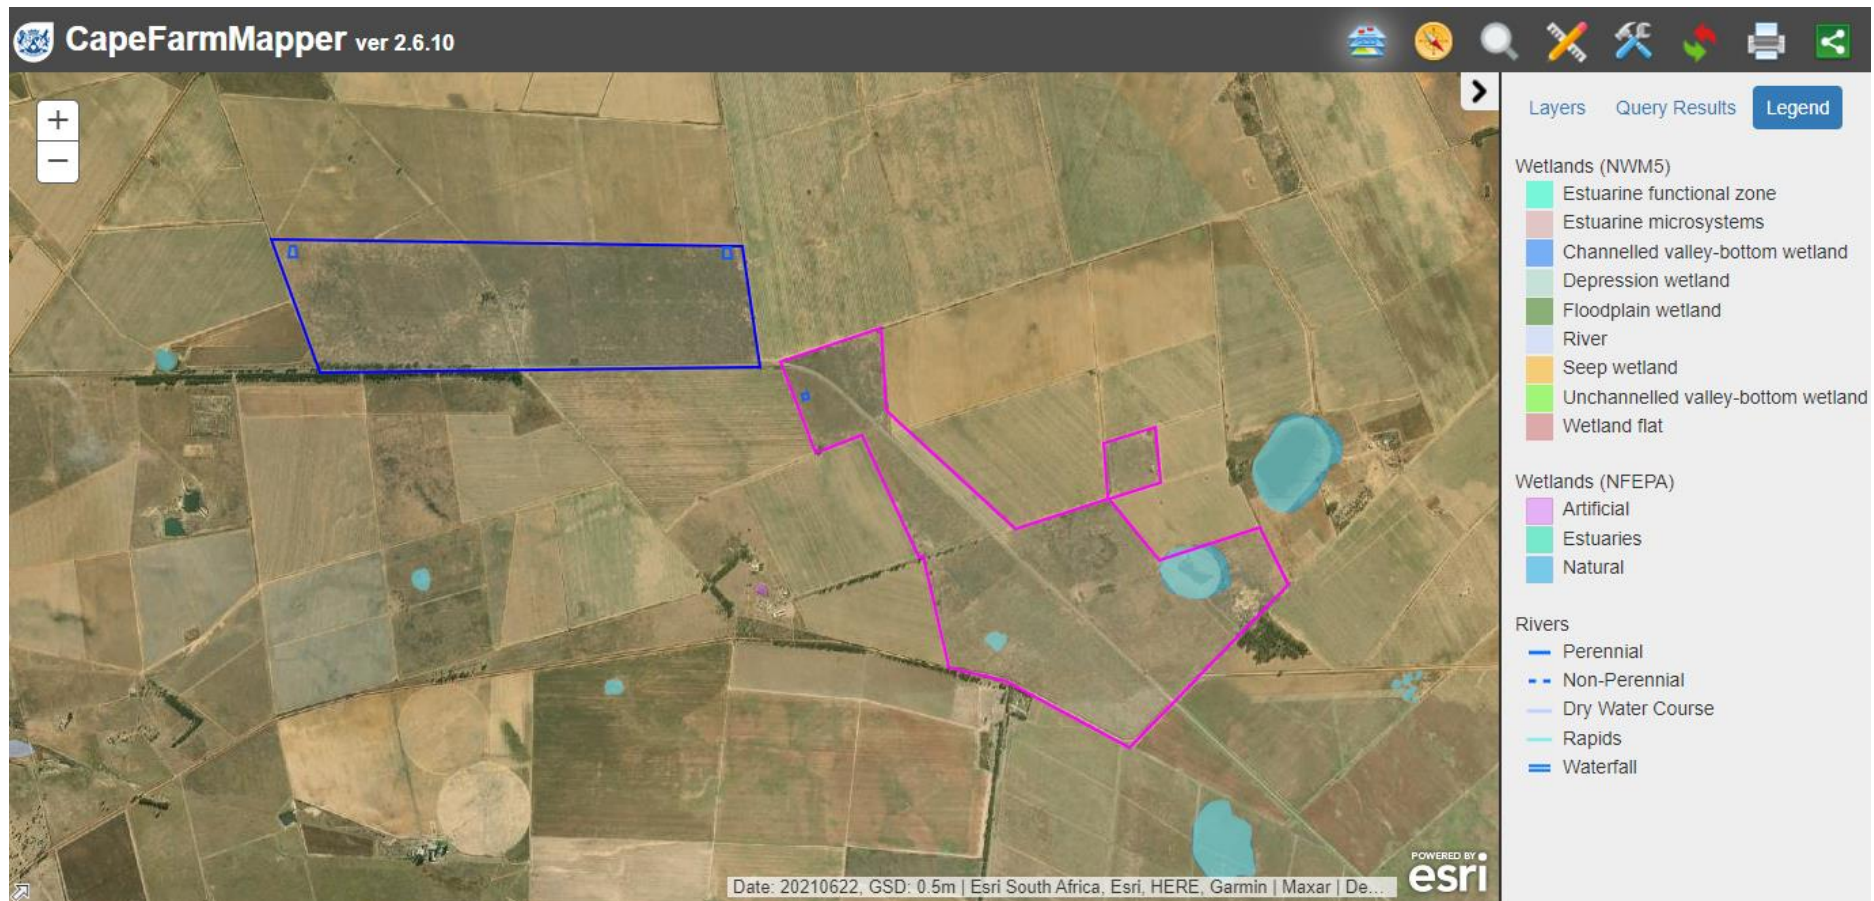 CapeFarmMapper ver 2.6.10
+
−
Layers Query Results Legend
Wetlands (NWM5)
Estuarine functional zone
Estuarine microsystems
Channelled valley-bottom wetland
Depression wetland
Floodplain wetland
River
Seep wetland
Unchannelled valley-bottom wetland
Wetland flat
Wetlands (NFEPA)
Artificial
Estuaries
Natural
Rivers
Perennial
Non-Perennial
Dry Water Course
Rapids
Waterfall
POWERED BY
esri
Date: 20210622, GSD: 0.5m | Esri South Africa, Esri, HERE, Garmin | Maxar | De...